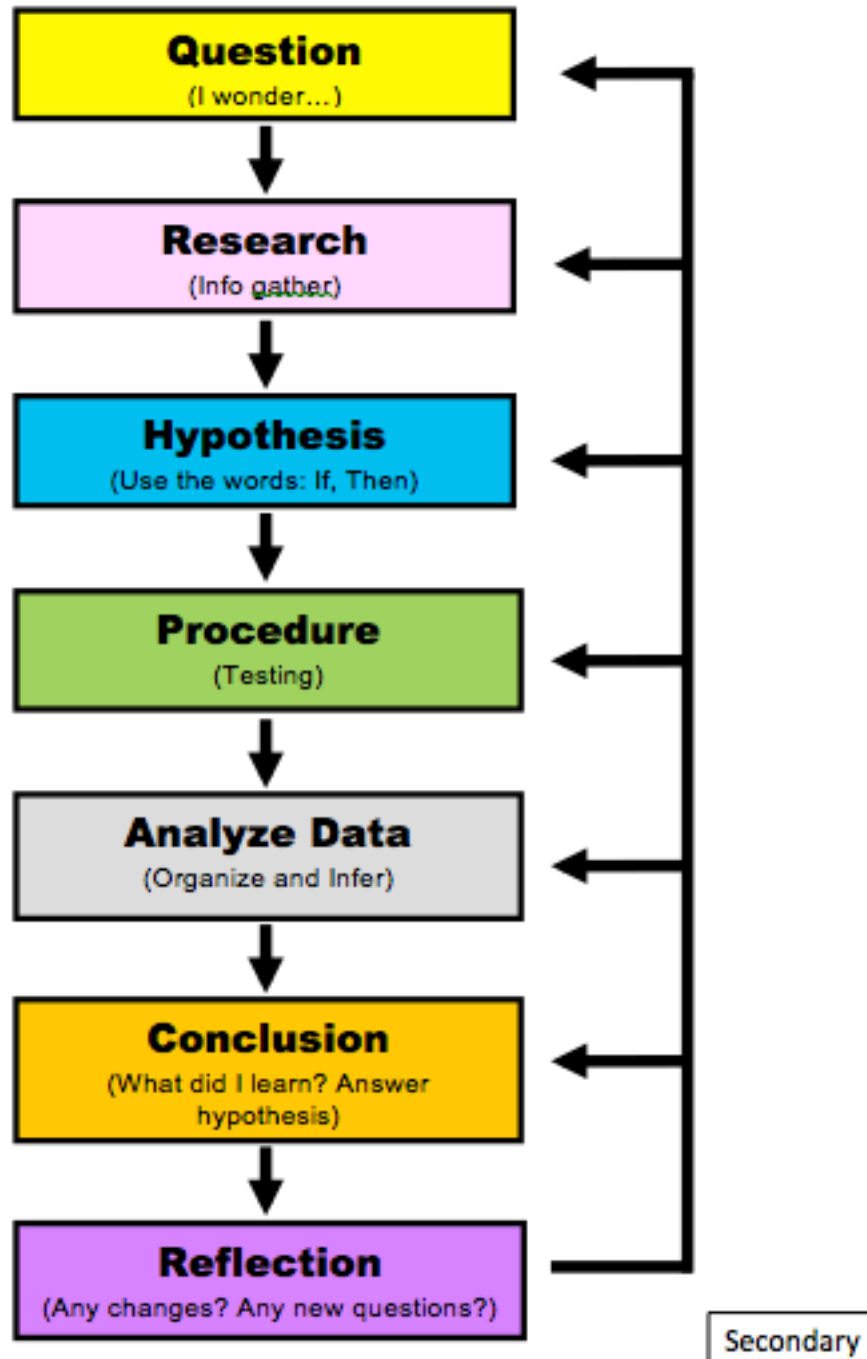 Question
(I wonder...)
Research
(Info gather)
Hypothesis
(Use the words: If, Then)
Procedure
(Testing)
Analyze Data
(Organize and Infer)
Conclusion
(What did I learn? Answer
hypothesis)
Reflection
(Any changes? Any new questions?)
Secondary